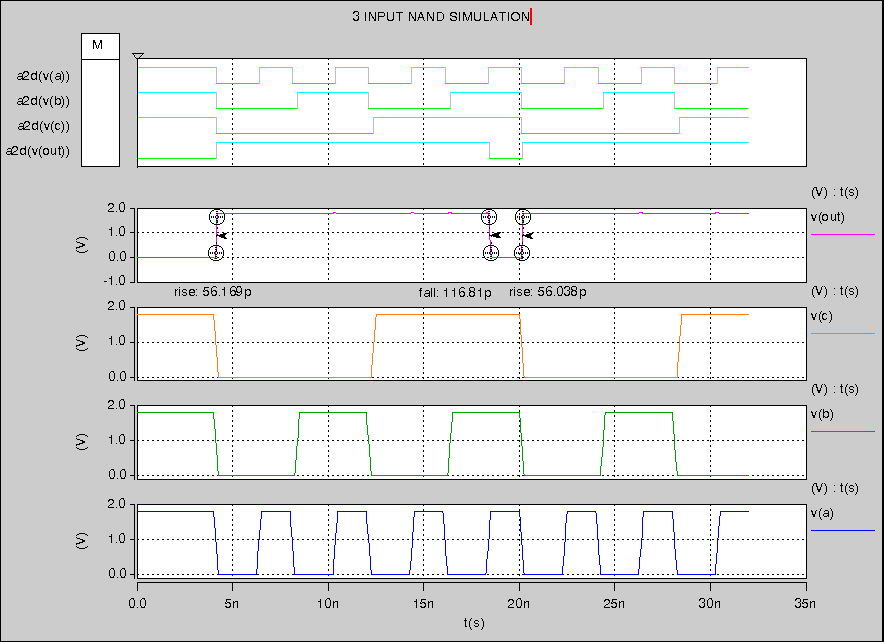 3 INPUT NAND SIMULATION
M
a2d(v(a))
a2d(v(b))
a2d(v(c))
a2d(v(out))
(V) : t(s)
v(out)
2.0
1.0
0.0
-1.0
(V)
rise: 56.169p
fall: 116.81p
rise: 56.038p
(V) : t(s)
v(c)
2.0
1.0
0.0
(V)
(V) : t(s)
v(b)
2.0
1.0
0.0
(V)
(V) : t(s)
v(a)
2.0
1.0
0.0
(V)
0.0 5n 10n 15n 20n 25n 30n 35n
t(s)